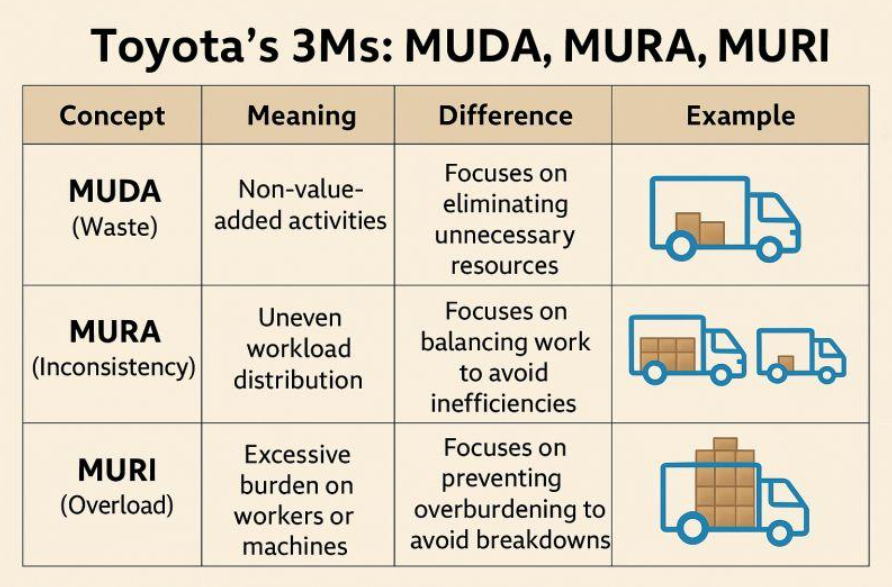 Toyota's 3Ms: MUDA, MURA, MURI
Concept
Meaning
Difference
Example
MUDA
(Waste)
Non-value-
added activities
Focuses on
eliminating
unnecessary
resources
MURA
(Inconsistency)
Uneven
workload
distribution
Focuses on
balancing work
to avoid
inefficiencies
MURI
(Overload)
Excessive
burden on
workers or
machines
Focuses on
preventing
overburdening to
avoid breakdowns